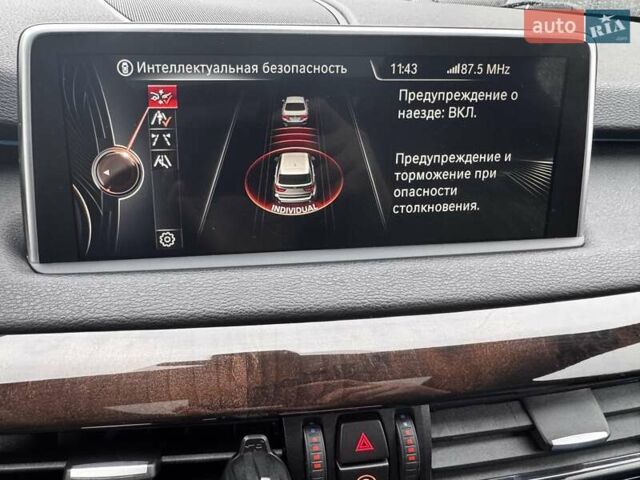 auto RIA
Интеллектуальная безопасность
11:43
87.5 MHz
Предупреждение о
наезде: ВКЛ.
Предупреждение и
торможение при
опасности
столкновения.
INDIVIDUAL